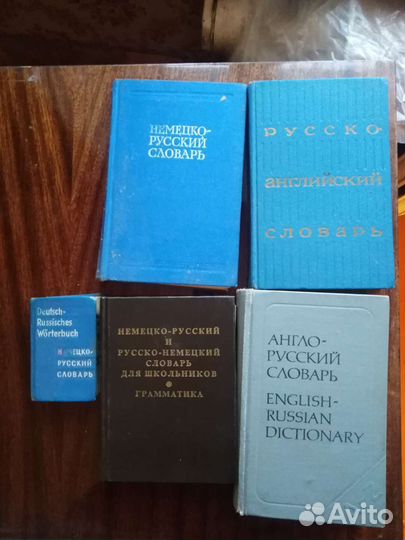 НЕМЕЦКО-
РУССКИЙ
СЛОВАРЬ
РУССКО-
АНГЛИЙСКИЙ
СЛОВАРЬ
Deutsch-
Russisches
Wörterbuch
НЕМЕЦКО-
РУССКИЙ
СЛОВАРЬ
НЕМЕЦКО-РУССКИЙ
И
РУССКО-НЕМЕЦКИЙ
СЛОВАРЬ
ДЛЯ ШКОЛЬНИКОВ
ГРАММАТИКА
АНГЛО-
РУССКИЙ
СЛОВАРЬ
ENGLISH-
RUSSIAN
DICTIONARY
Avito